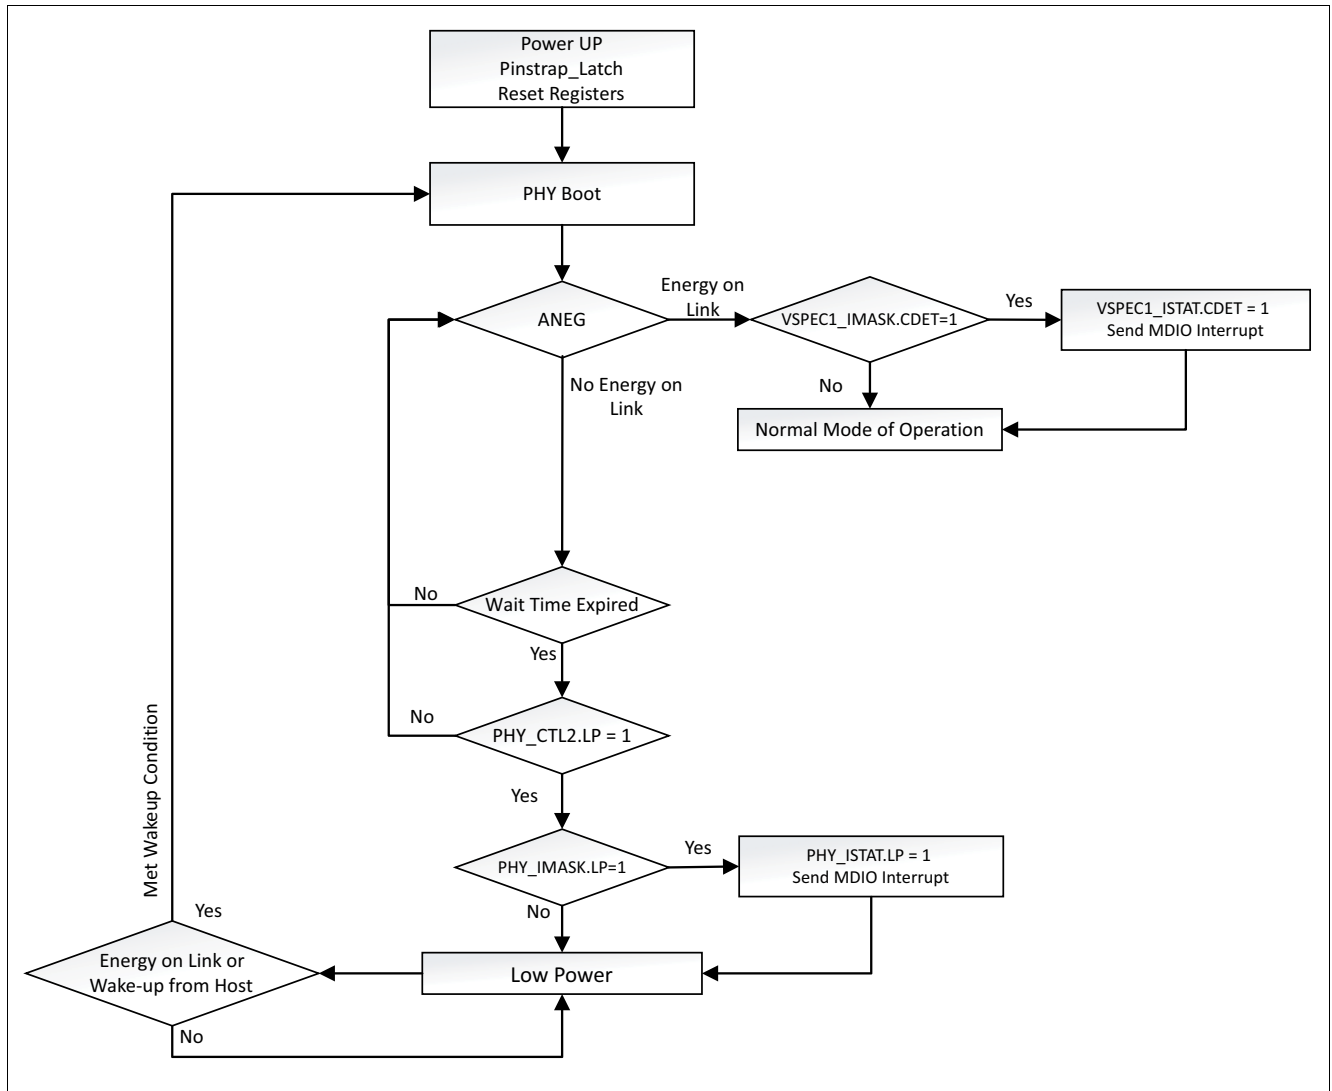 Power UP
Pinstrap_Latch
Reset Registers
PHY Boot
ANEG
Energy on
Link
VSPEC1_IMASK.CDET=1
Yes
VSPEC1_ISTAT.CDET = 1
Send MDIO Interrupt
No
Normal Mode of Operation
No Energy on
Link
Wait Time Expired
No
Yes
PHY_CTL2.LP = 1
No
Yes
PHY_IMASK.LP=1
Yes
PHY_ISTAT.LP = 1
Send MDIO Interrupt
No
Low Power
Energy on Link or
Wake-up from Host
Yes
Met Wakeup Condition
No